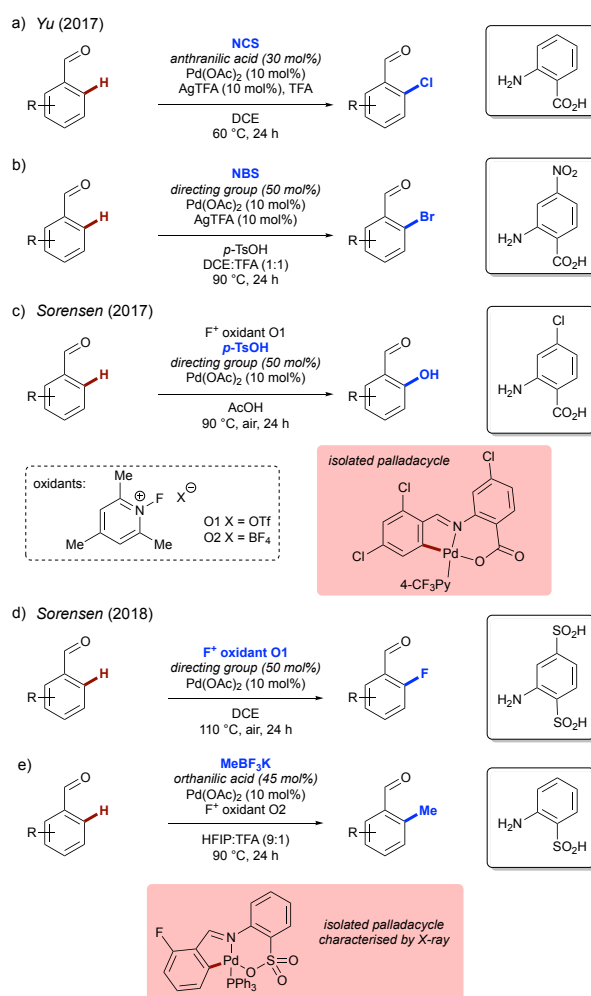 a) Yu (2017)
NCS
anthranilic acid (30 mol%)
Pd(OAc)2 (10 mol%)
AgTFA (10 mol%), TFA
DCE
60 °C, 24 h
O
H
R
O
Cl
R
H2N
CO2H
b)
NBS
directing group (50 mol%)
Pd(OAc)2 (10 mol%)
AgTFA (10 mol%)
p-TsOH
DCE:TFA (1:1)
90 °C, 24 h
O
H
R
O
Br
R
NO2
H2N
CO2H
c) Sorensen (2017)
F+ oxidant O1
p-TsOH
directing group (50 mol%)
Pd(OAc)2 (10 mol%)
AcOH
90 °C, air, 24 h
O
H
R
O
OH
R
Cl
H2N
CO2H
oxidants:
Me
N F X⊖
+
Me Me
O1 X = OTf
O2 X = BF4
isolated palladacycle
Cl
Cl
N
Cl
Pd O O
4-CF3Py
d) Sorensen (2018)
F+ oxidant O1
directing group (50 mol%)
Pd(OAc)2 (10 mol%)
DCE
110 °C, air, 24 h
O
H
R
O
F
R
SO2H
H2N
SO2H
e)
MeBF3K
orthanilic acid (45 mol%)
Pd(OAc)2 (10 mol%)
F+ oxidant O2
HFIP:TFA (9:1)
90 °C, 24 h
O
H
R
O
Me
R
H2N
SO2H
F
N
O
Pd S
O O
PPh3
isolated palladacycle
characterised by X-ray